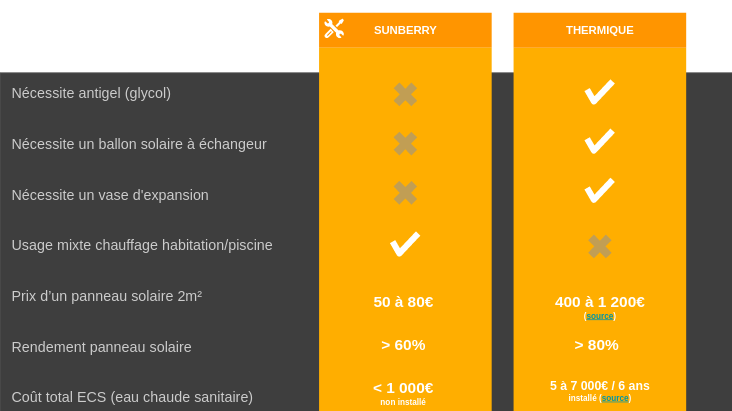 SUNBERRY THERMIQUE
Nécessite antigel (glycol)
Nécessite un ballon solaire à échangeur
Nécessite un vase d'expansion
Usage mixte chauffage habitation/piscine
Prix d'un panneau solaire 2m² 50 à 80€ 400 à 1 200€
(source)
Rendement panneau solaire > 60% > 80%
Coût total ECS (eau chaude sanitaire) < 1 000€ 5 à 7 000€ / 6 ans
non installé installé (source)